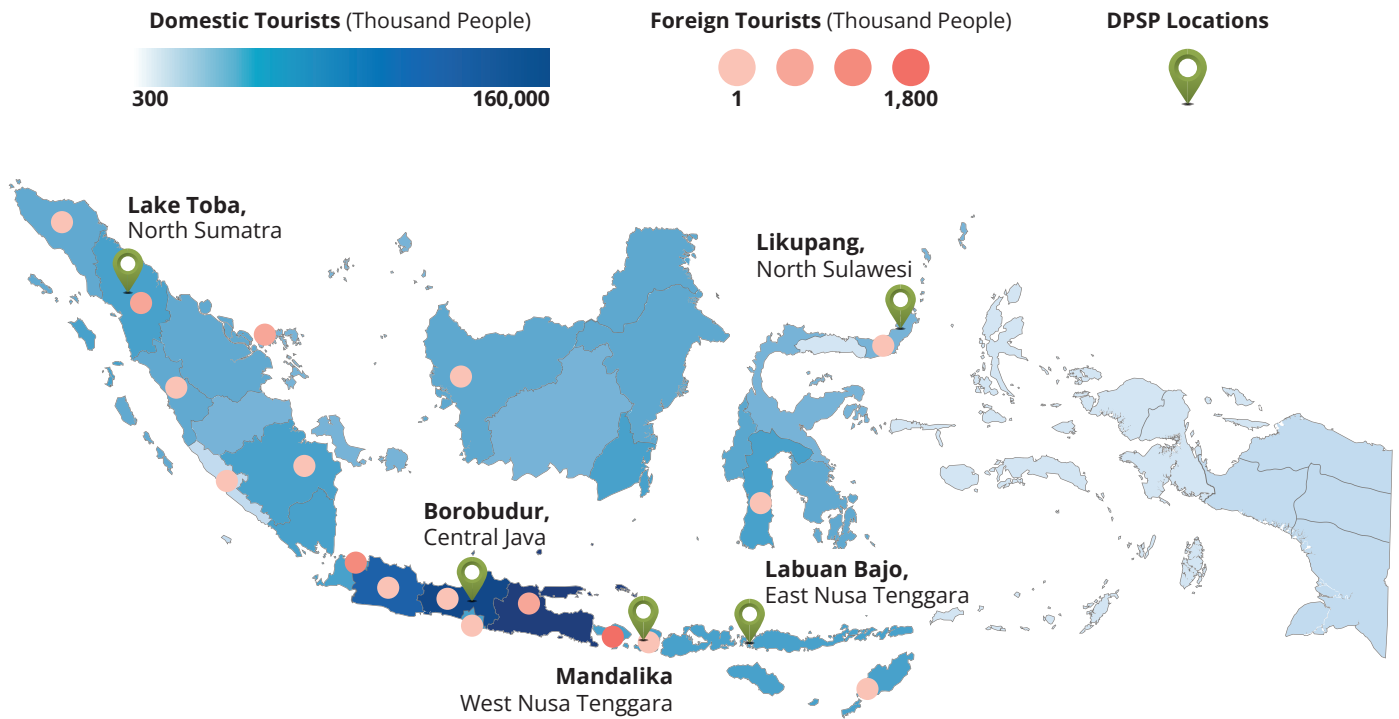 Domestic Tourists (Thousand People)
300
160,000
Foreign Tourists (Thousand People)
1
1,800
DPSP Locations
Lake Toba,
North Sumatra
Likupang,
North Sulawesi
Borobudur,
Central Java
Labuan Bajo,
East Nusa Tenggara
Mandalika
West Nusa Tenggara